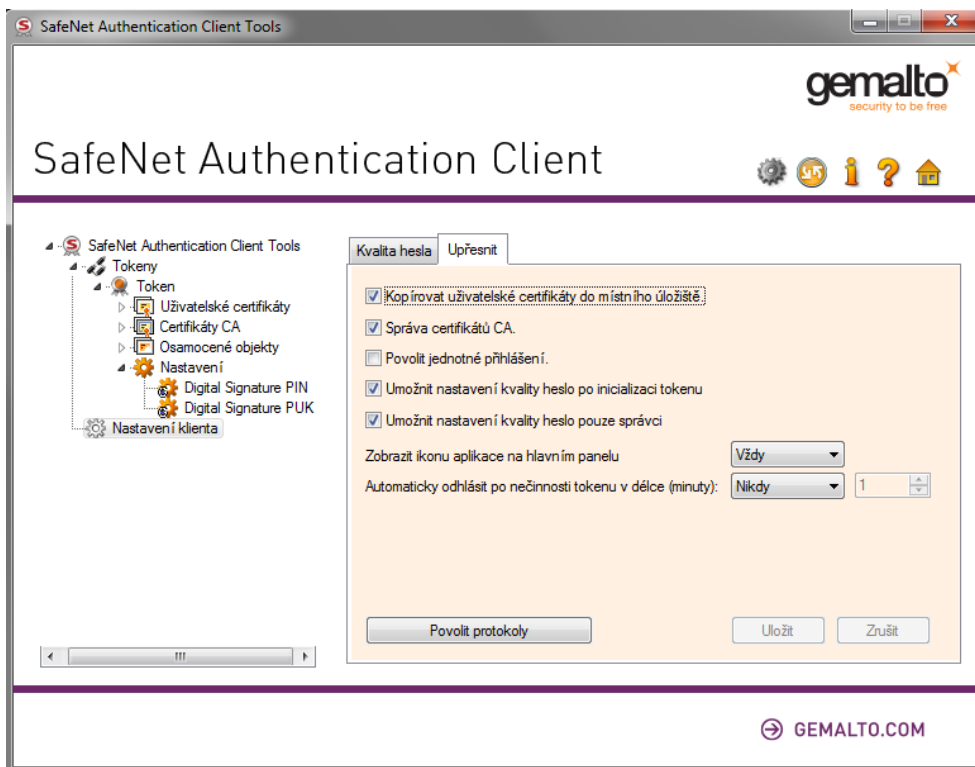 SafeNet Authentication Client Tools
gemalto
security to be free
SafeNet Authentication Client
SafeNet Authentication Client Tools
Tokeny
Token
Uživatelské certifikáty
Certifikáty CA
Osamocené objekty
Nastavení
Digital Signature PIN
Digital Signature PUK
Nastavení klienta
Kvalita hesla
Upřesnit
Kopírovat uživatelské certifikáty do místního úložiště.
Správa certifikátů CA.
Povolit jednotné přihlášení.
Umožnit nastavení kvality heslo po inicializaci tokenu
Umožnit nastavení kvality heslo pouze správci
Zobrazit ikonu aplikace na hlavním panelu Vždy
Automaticky odhlásit po nečinnosti tokenu v délce (minuty): Nikdy 1
Povolit protokoly Uložit Zrušit
GEMALTO.COM